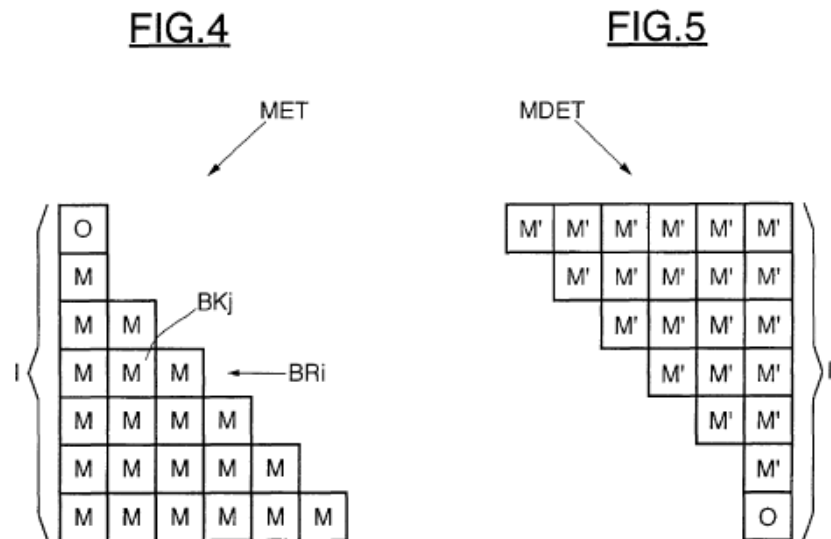 FIG.4
MET
O
M
M M
BKj
M M M
BRi
M M M M
M M M M M
M M M M M M
I
FIG.5
MDET
M' M' M' M' M' M'
M' M' M' M' M'
M' M' M' M'
M' M' M'
M' M'
M'
O